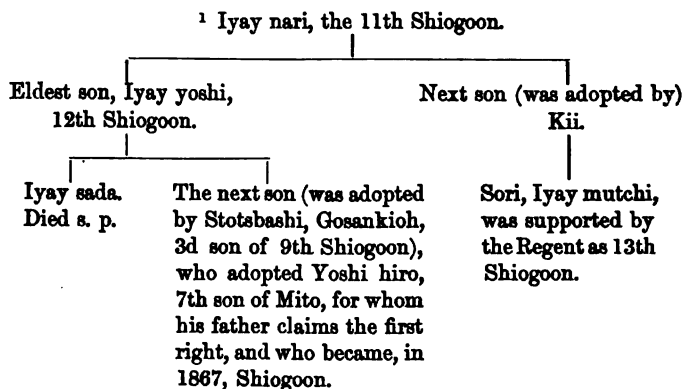 ¹ Iyay nari, the 11th Shiogoon.
Eldest son, Iyay yoshi,
12th Shiogoon.
Next son (was adopted by)
Kii.
Iyay sada.
Died s. p.
The next son (was adopted
by Stotsbashi, Gosankioh,
3d son of 9th Shiogoon),
who adopted Yoshi hiro,
7th son of Mito, for whom
his father claims the first
right, and who became, in
1867, Shiogoon.
Sori, Iyay mutchi,
was supported by
the Regent as 13th
Shiogoon.